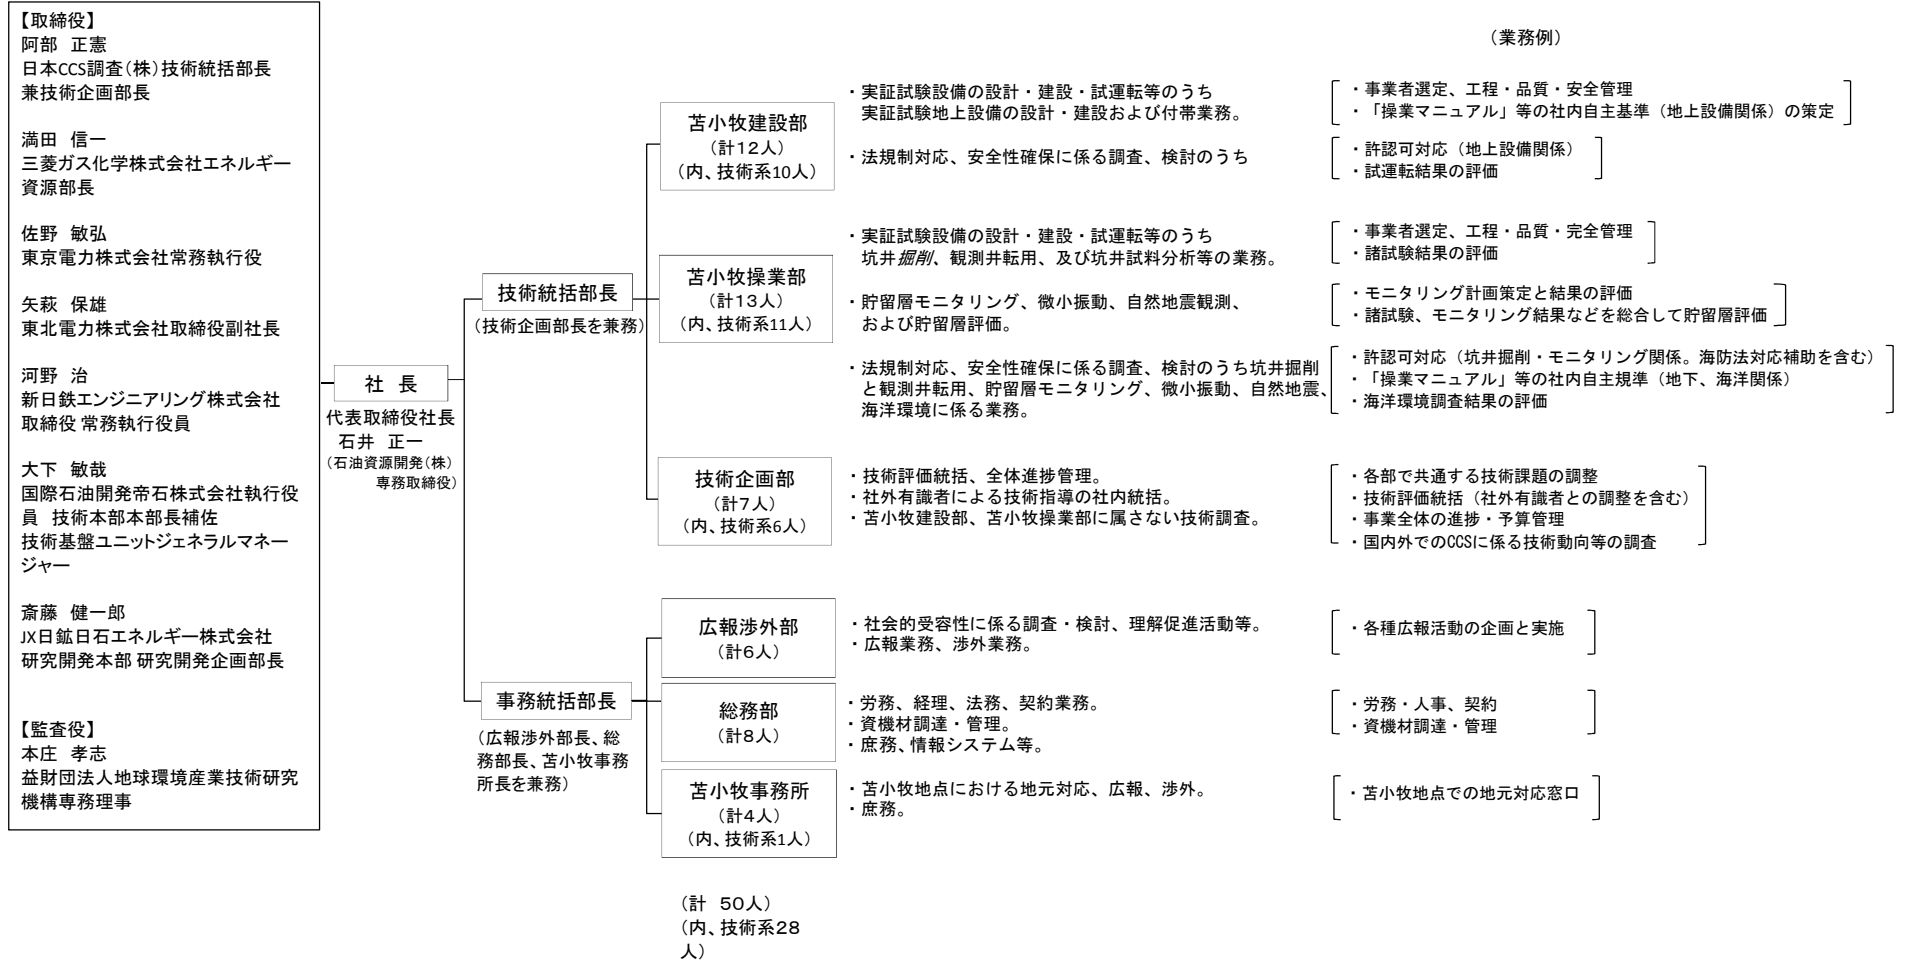 【取締役】
阿部 正憲
日本CCS調査(株)技術統括部長
兼技術企画部長
満田 信一
三菱ガス化学株式会社エネルギー
資源部長
佐野 敏弘
東京電力株式会社常務執行役
矢萩 保雄
東北電力株式会社取締役副社長
河野 治
新日鉄エンジニアリング株式会社
取締役 常務執行役員
大下 敏哉
国際石油開発帝石株式会社執行役
員 技術本部本部長補佐
技術基盤ユニットジェネラルマネー
ジャー
斎藤 健一郎
JX日鉱日石エネルギー株式会社
研究開発本部 研究開発企画部長
【監査役】
本庄 孝志
益財団法人地球環境産業技術研究
機構専務理事
社 長
代表取締役社長
石井 正一
(石油資源開発(株)
専務取締役)
技術統括部長
(技術企画部長を兼務)
事務統括部長
(広報渉外部長、総
務部長、苫小牧事務
所長を兼務)
(業務例)
苫小牧建設部
(計12人)
(内、技術系10人)
・実証試験設備の設計・建設・試運転等のうち
実証試験地上設備の設計・建設および付帯業務。
・法規制対応、安全性確保に係る調査、検討のうち
・事業者選定、工程・品質・安全管理
・「操業マニュアル」等の社内自主基準(地上設備関係)の策定
・許認可対応(地上設備関係)
・試運転結果の評価
苫小牧操業部
(計13人)
(内、技術系11人)
・実証試験設備の設計・建設・試運転等のうち
坑井掘削、観測井転用、及び坑井試料分析等の業務。
・貯留層モニタリング、微小振動、自然地震観測、
および貯留層評価。
・法規制対応、安全性確保に係る調査、検討のうち坑井掘削
と観測井転用、貯留層モニタリング、微小振動、自然地震、
海洋環境に係る業務。
・事業者選定、工程・品質・完全管理
・諸試験結果の評価
・モニタリング計画策定と結果の評価
・諸試験、モニタリング結果などを総合して貯留層評価
・許認可対応(坑井掘削・モニタリング関係。海防法対応補助を含む)
・「操業マニュアル」等の社内自主規準(地下、海洋関係)
・海洋環境調査結果の評価
技術企画部
(計7人)
(内、技術系6人)
・技術評価統括、全体進捗管理。
・社外有識者による技術指導の社内統括。
・苫小牧建設部、苫小牧操業部に属さない技術調査。
・各部で共通する技術課題の調整
・技術評価統括(社外有識者との調整を含む)
・事業全体の進捗・予算管理
・国内外でのCCSに係る技術動向等の調査
広報渉外部
(計6人)
・社会的受容性に係る調査・検討、理解促進活動等。
・広報業務、渉外業務。
・各種広報活動の企画と実施
総務部
(計8人)
・労務、経理、法務、契約業務。
・資機材調達・管理。
・庶務、情報システム等。
・労務・人事、契約
・資機材調達・管理
苫小牧事務所
(計4人)
(内、技術系1人)
・苫小牧地点における地元対応、広報、渉外。
・庶務。
・苫小牧地点での地元対応窓口
(計 50人)
(内、技術系28
人)